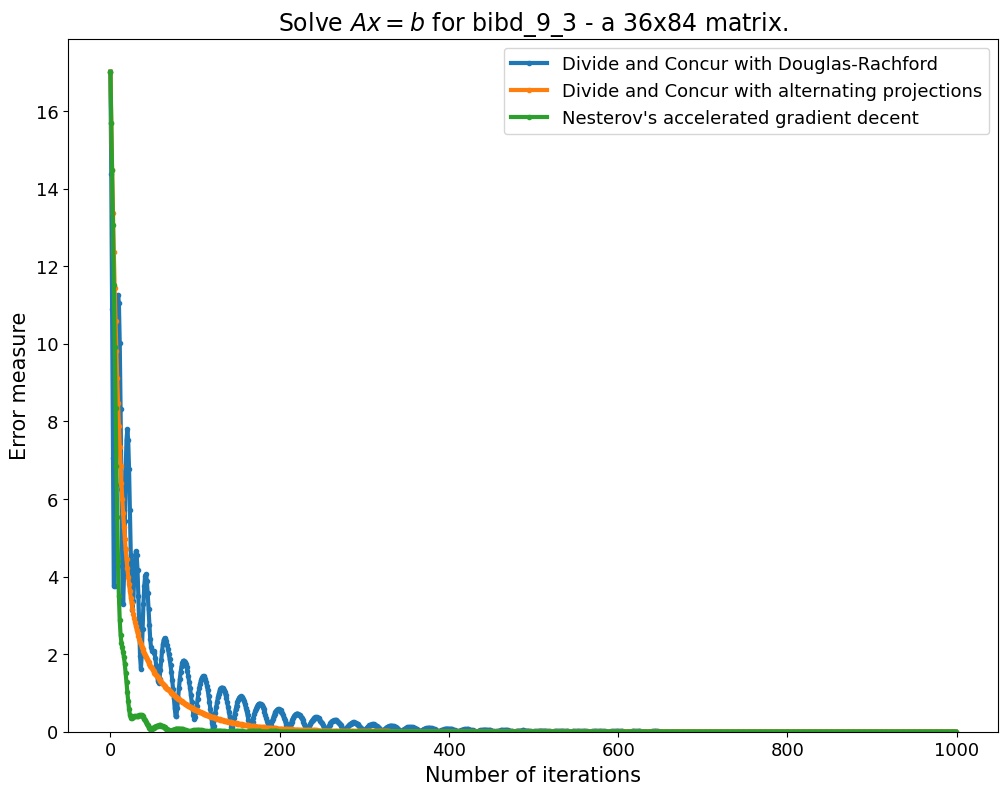 Solve Ax = b for bibd_9_3 - a 36x84 matrix.
Divide and Concur with Douglas-Rachford
Divide and Concur with alternating projections
Nesterov's accelerated gradient decent
Error measure
16
14
12
10
8
6
4
2
0
0 200 400 600 800 1000
Number of iterations